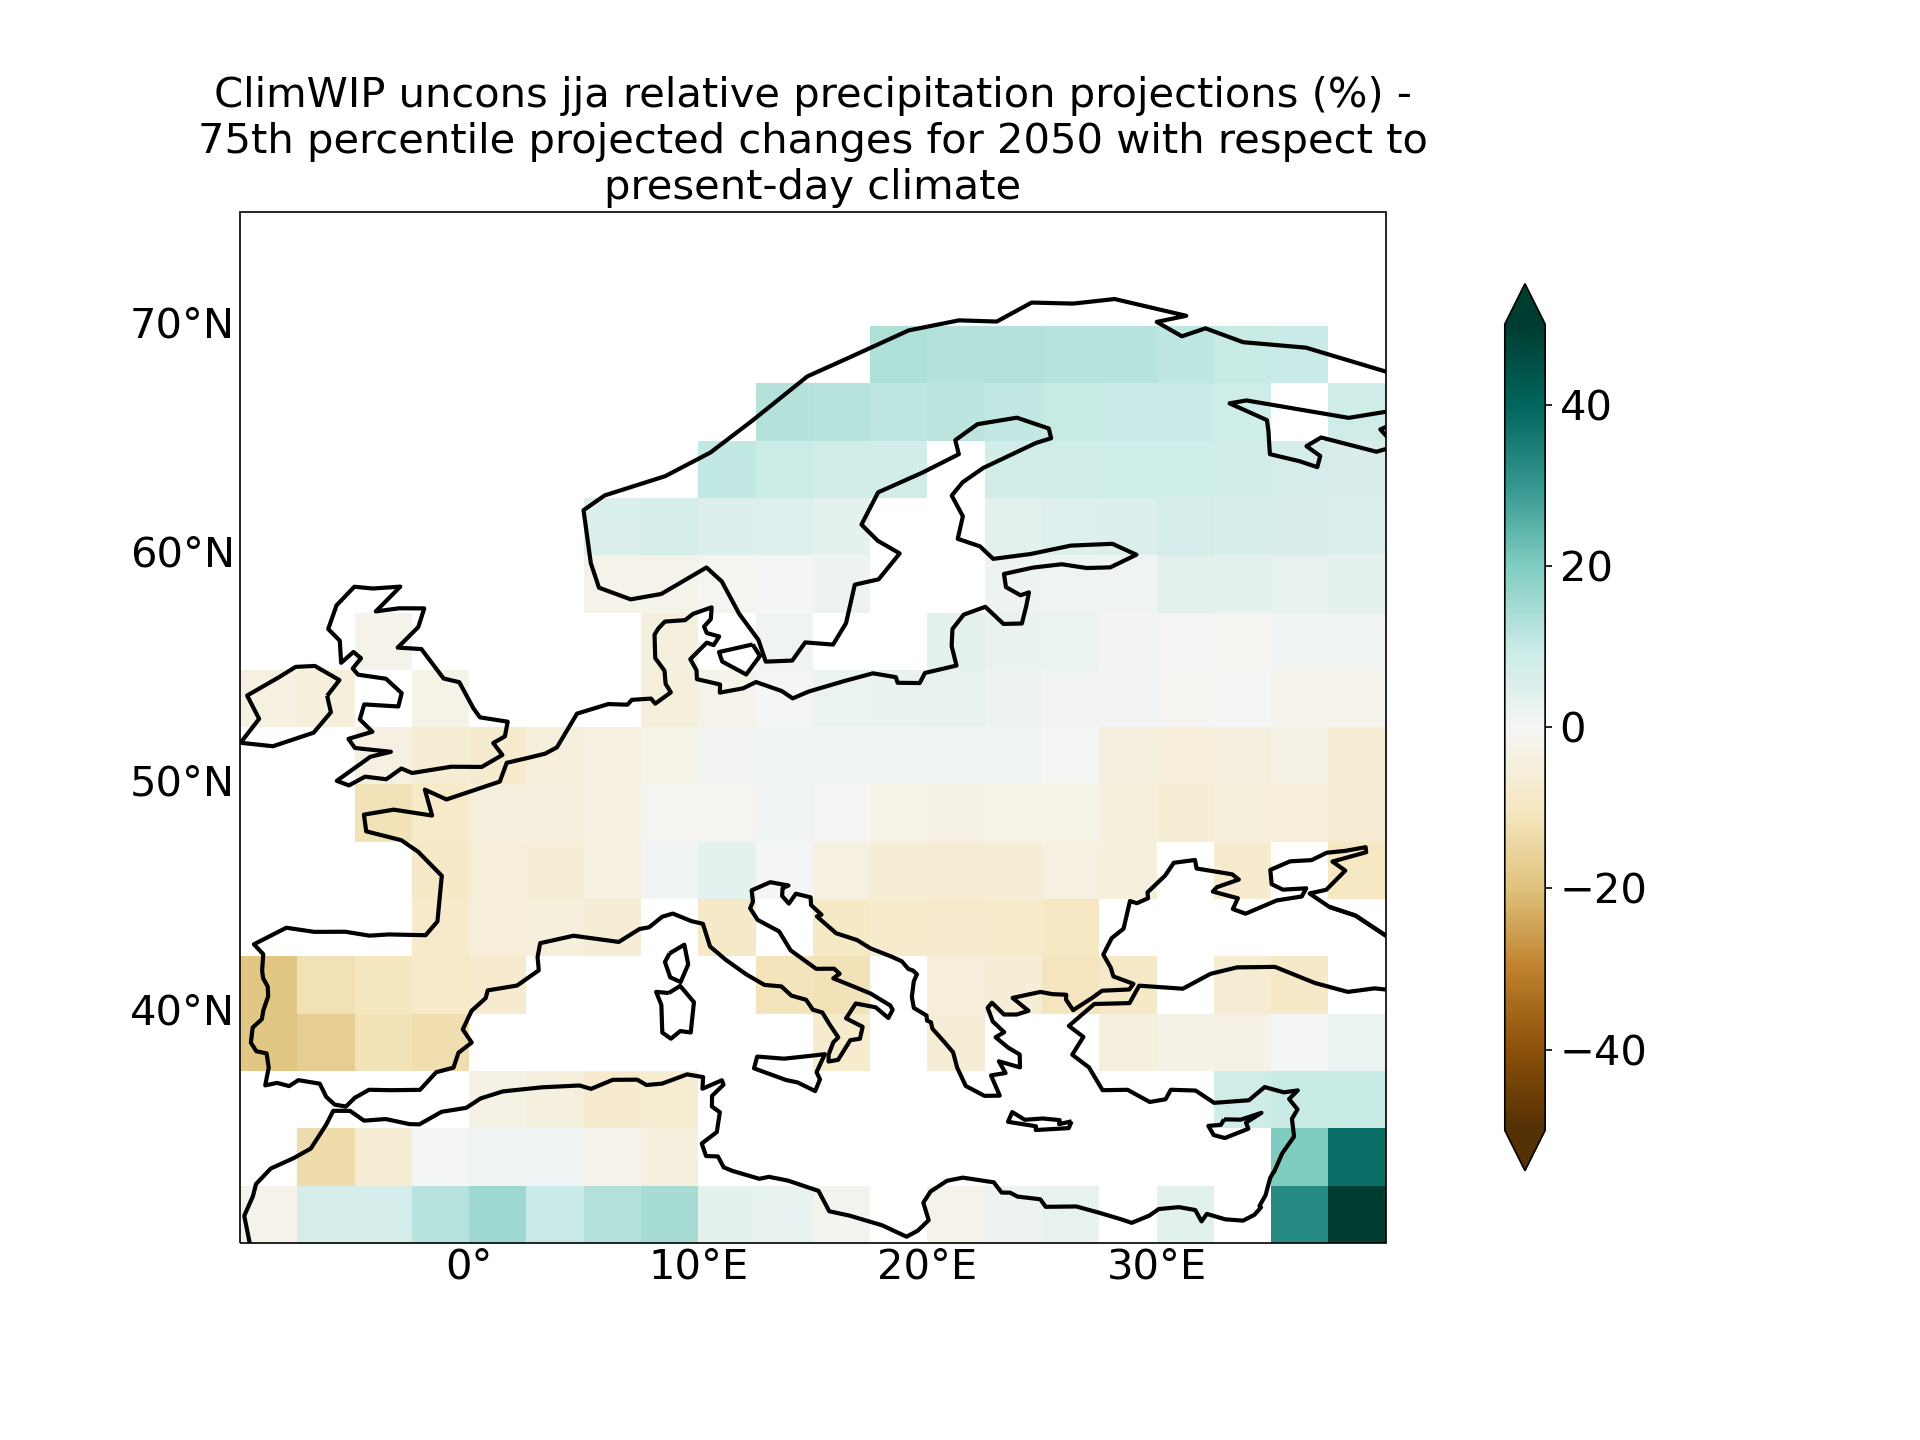 ClimWIP uncons jja relative precipitation projections (%) -
75th percentile projected changes for 2050 with respect to
present-day climate
70°N
60°N
50°N
40°N
0°
10°E
20°E
30°E
40
20
0
−20
−40